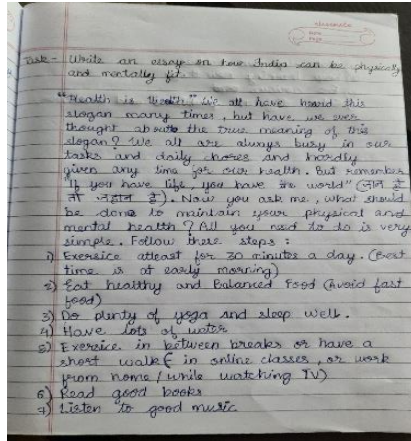 classmate
Date
Page
Task - Write an essay on how India can be physically
and mentally fit.
"Health is Wealth" We all have heard this
slogan many times, but have we ever
thought about the true meaning of this
slogan? We all are always busy in our
tasks and daily chores and hardly
given any time for our health. But remember
"If you have life, you have the world" (जान है
तो जहान है). Now you ask me, what should
be done to maintain your physical and
mental health? All you need to do is very
simple. Follow these steps:
1) Exersice atleast for 30 minutes a day. (Best
time is at early morning)
2) Eat healthy and Balanced Food (Avoid fast
food)
3) Do plenty of yoga and sleep well.
4) Have lots of water
5) Exersice in between breaks or have a
short walk (in online classes, or work
from home / while watching TV)
6) Read good books
7) Listen to good music